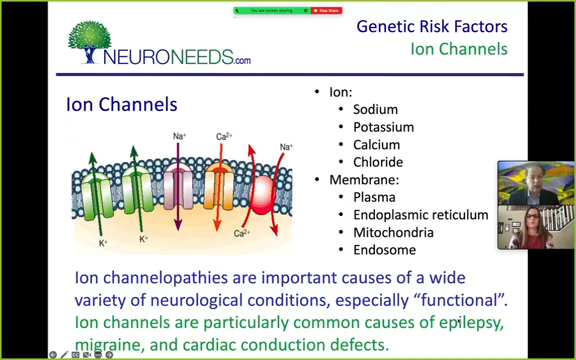 You are screen sharing
Stop Share
NEURONEEDS.com
Genetic Risk Factors
Ion Channels
Ion Channels
Na⁺
Ca²⁺
Na⁺
K⁺
K⁺
Ca²⁺
• Ion:
• Sodium
• Potassium
• Calcium
• Chloride
• Membrane:
• Plasma
• Endoplasmic reticulum
• Mitochondria
• Endosome
Ion channelopathies are important causes of a wide
variety of neurological conditions, especially “functional”.
Ion channels are particularly common causes of epilepsy,
migraine, and cardiac conduction defects.